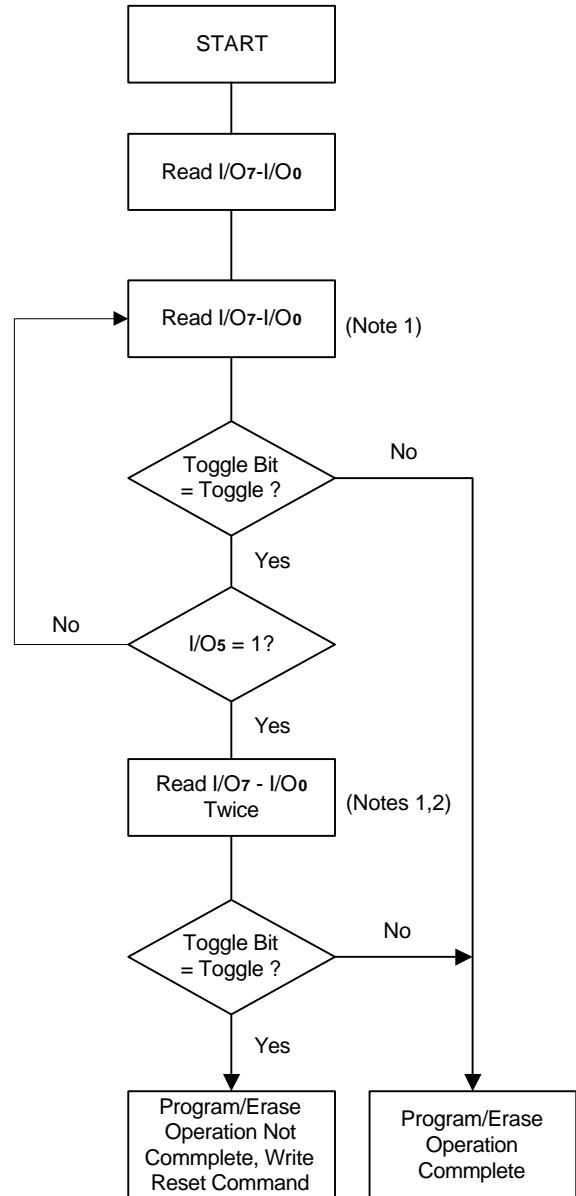 START
Read I/O7-I/O0
Read I/O7-I/O0
(Note 1)
Toggle Bit
= Toggle ?
No
Yes
No
I/O5 = 1?
Yes
Read I/O7 - I/O0
Twice
(Notes 1,2)
Toggle Bit
= Toggle ?
No
Yes
Program/Erase
Operation Not
Commplete, Write
Reset Command
Program/Erase
Operation
Commplete